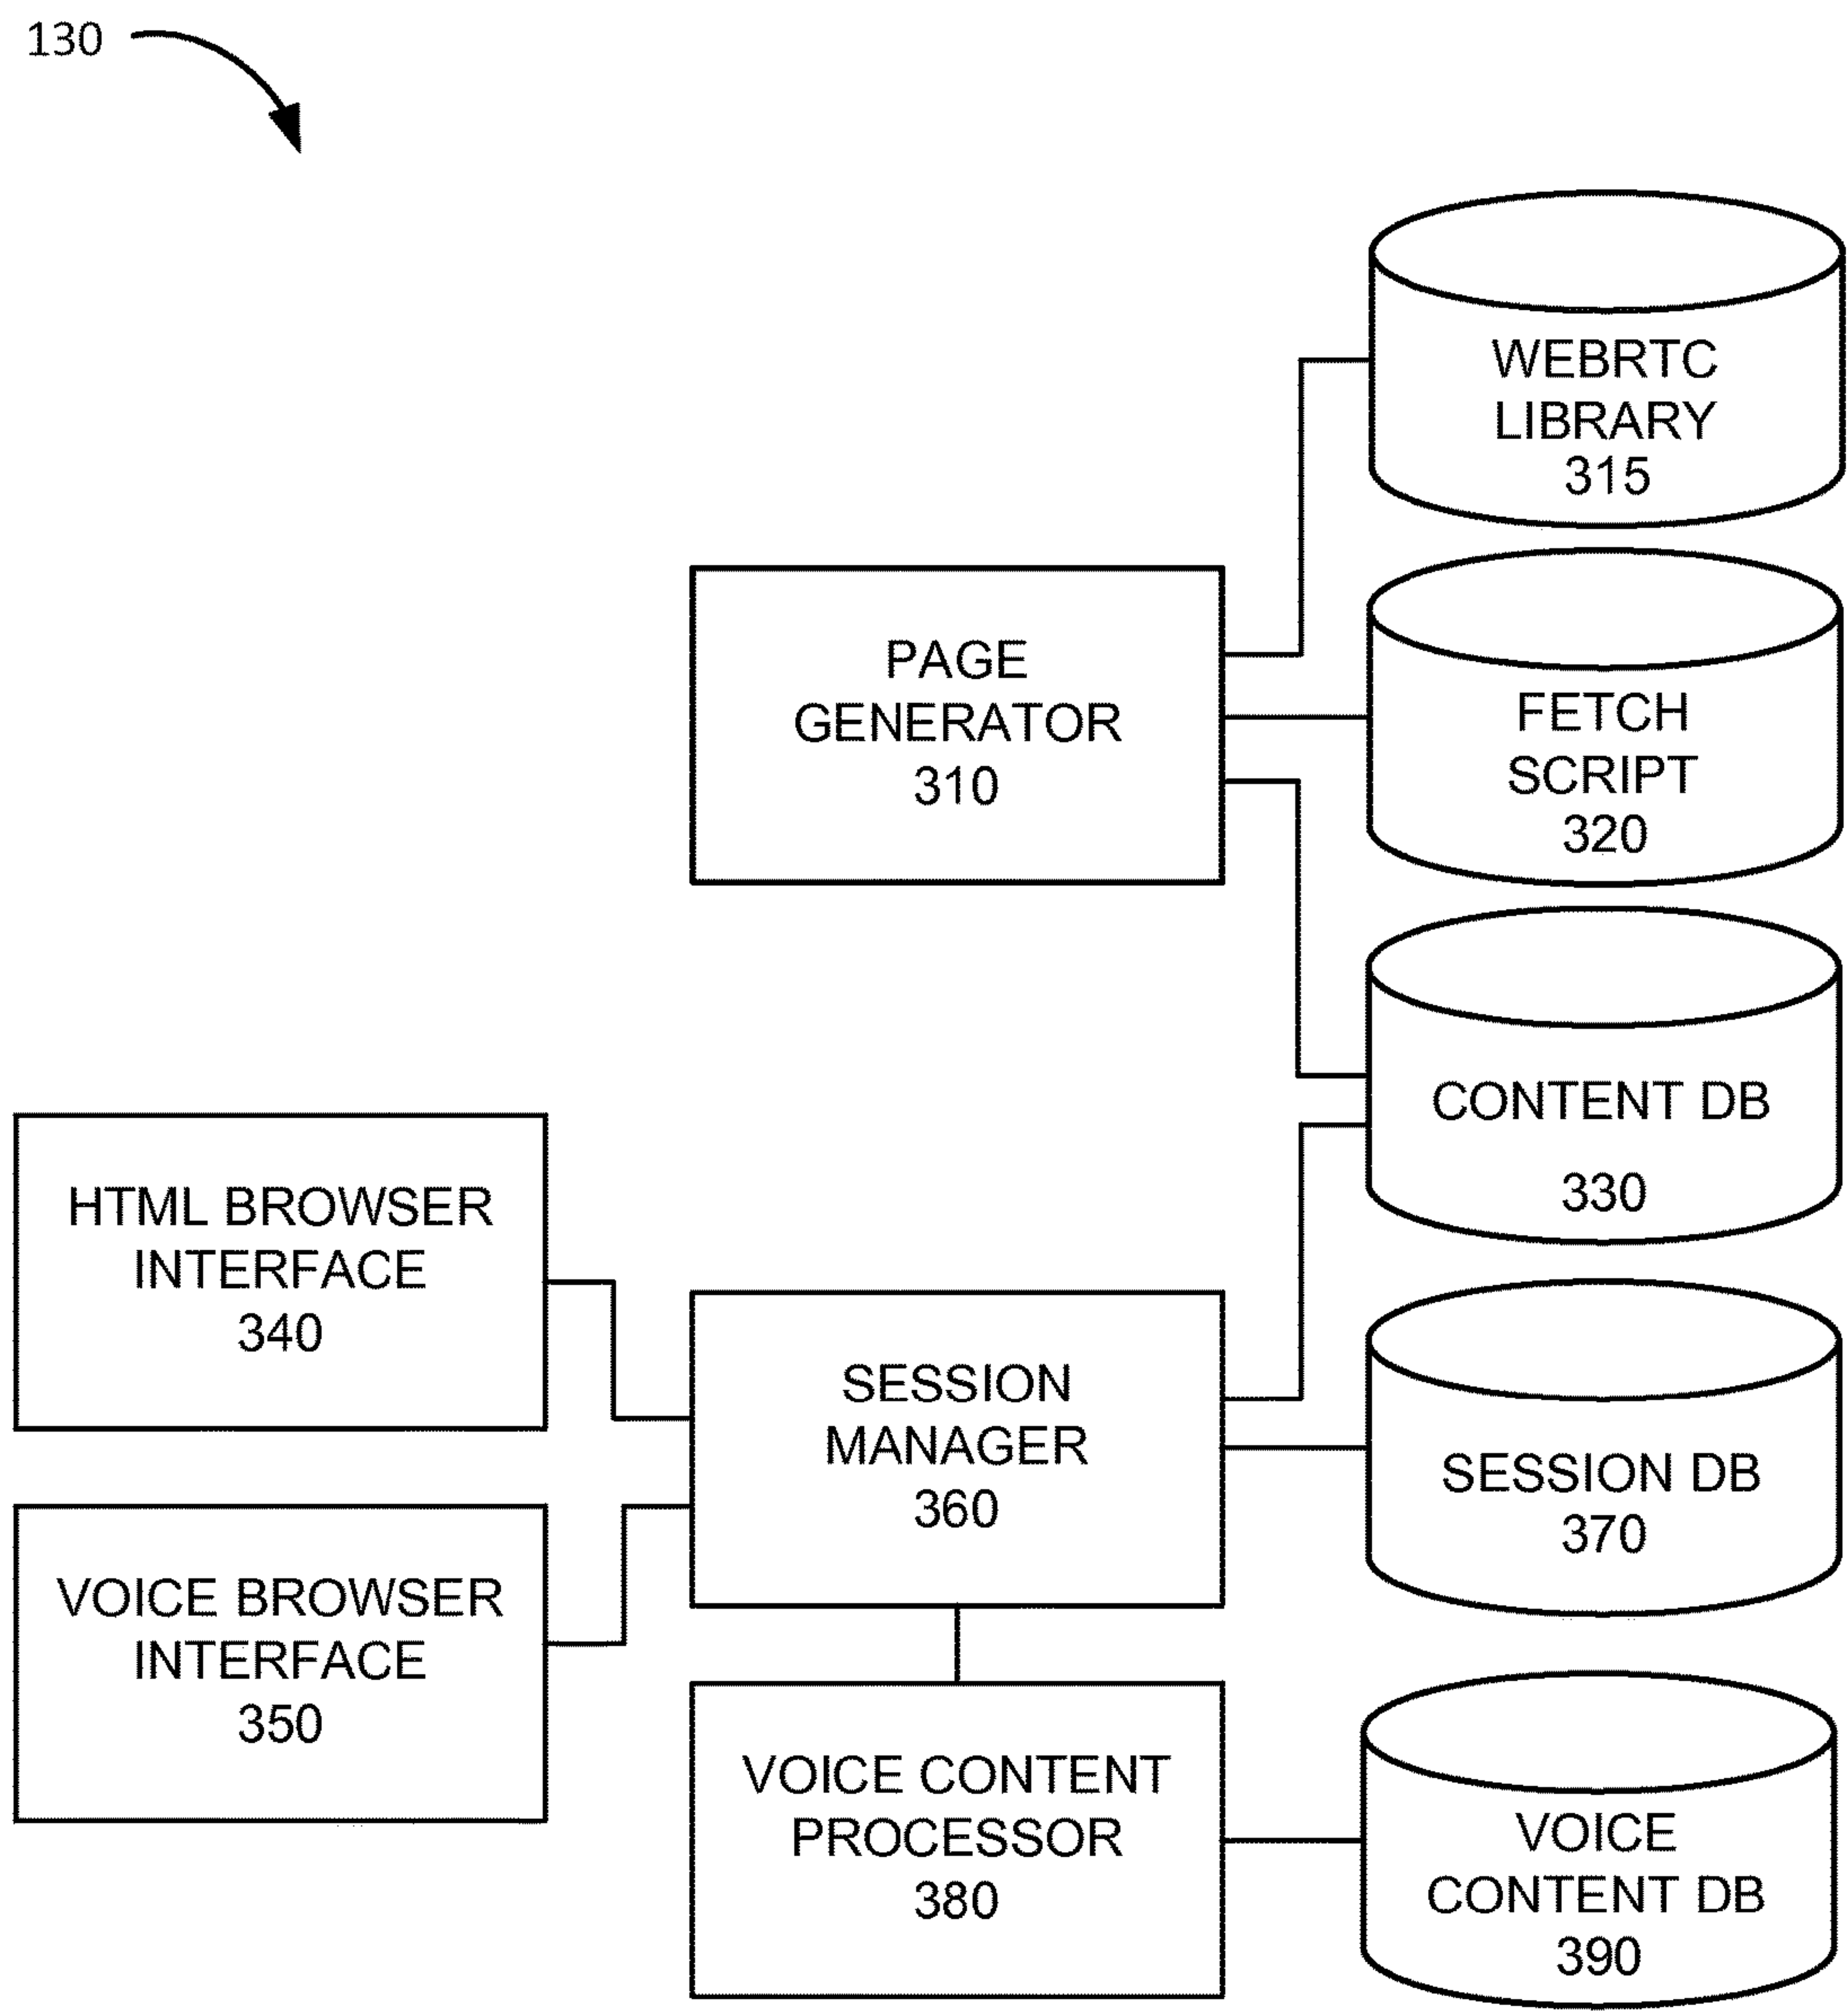 130
WEBRTC
LIBRARY
315
PAGE
GENERATOR
310
FETCH
SCRIPT
320
CONTENT DB
330
HTML BROWSER
INTERFACE
340
SESSION
MANAGER
360
SESSION DB
370
VOICE BROWSER
INTERFACE
350
VOICE CONTENT
PROCESSOR
380
VOICE
CONTENT DB
390